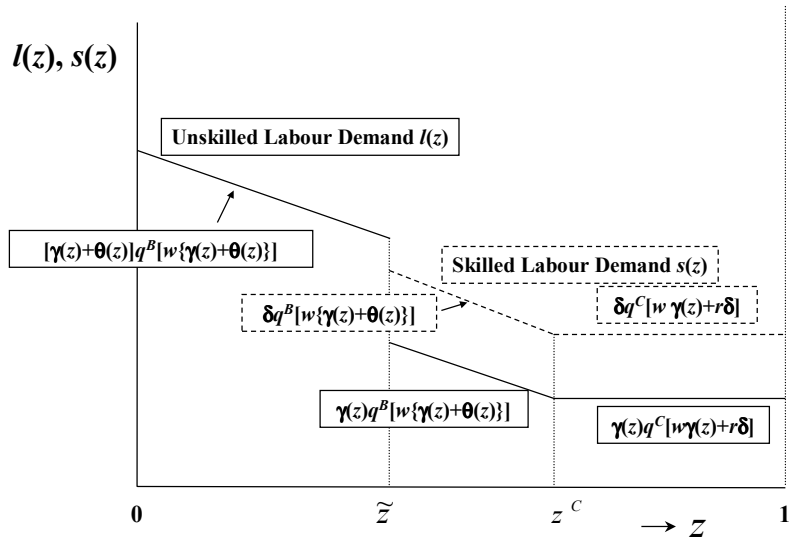 l(z), s(z)
Unskilled Labour Demand l(z)
[γ(z)+θ(z)]q^B[w{γ(z)+θ(z)}]
Skilled Labour Demand s(z)
δq^B[w{γ(z)+θ(z)}]
δq^C[w γ(z)+rδ]
γ(z)q^B[w{γ(z)+θ(z)}]
γ(z)q^C[wγ(z)+rδ]
0
z̃
z^C
→ z
1